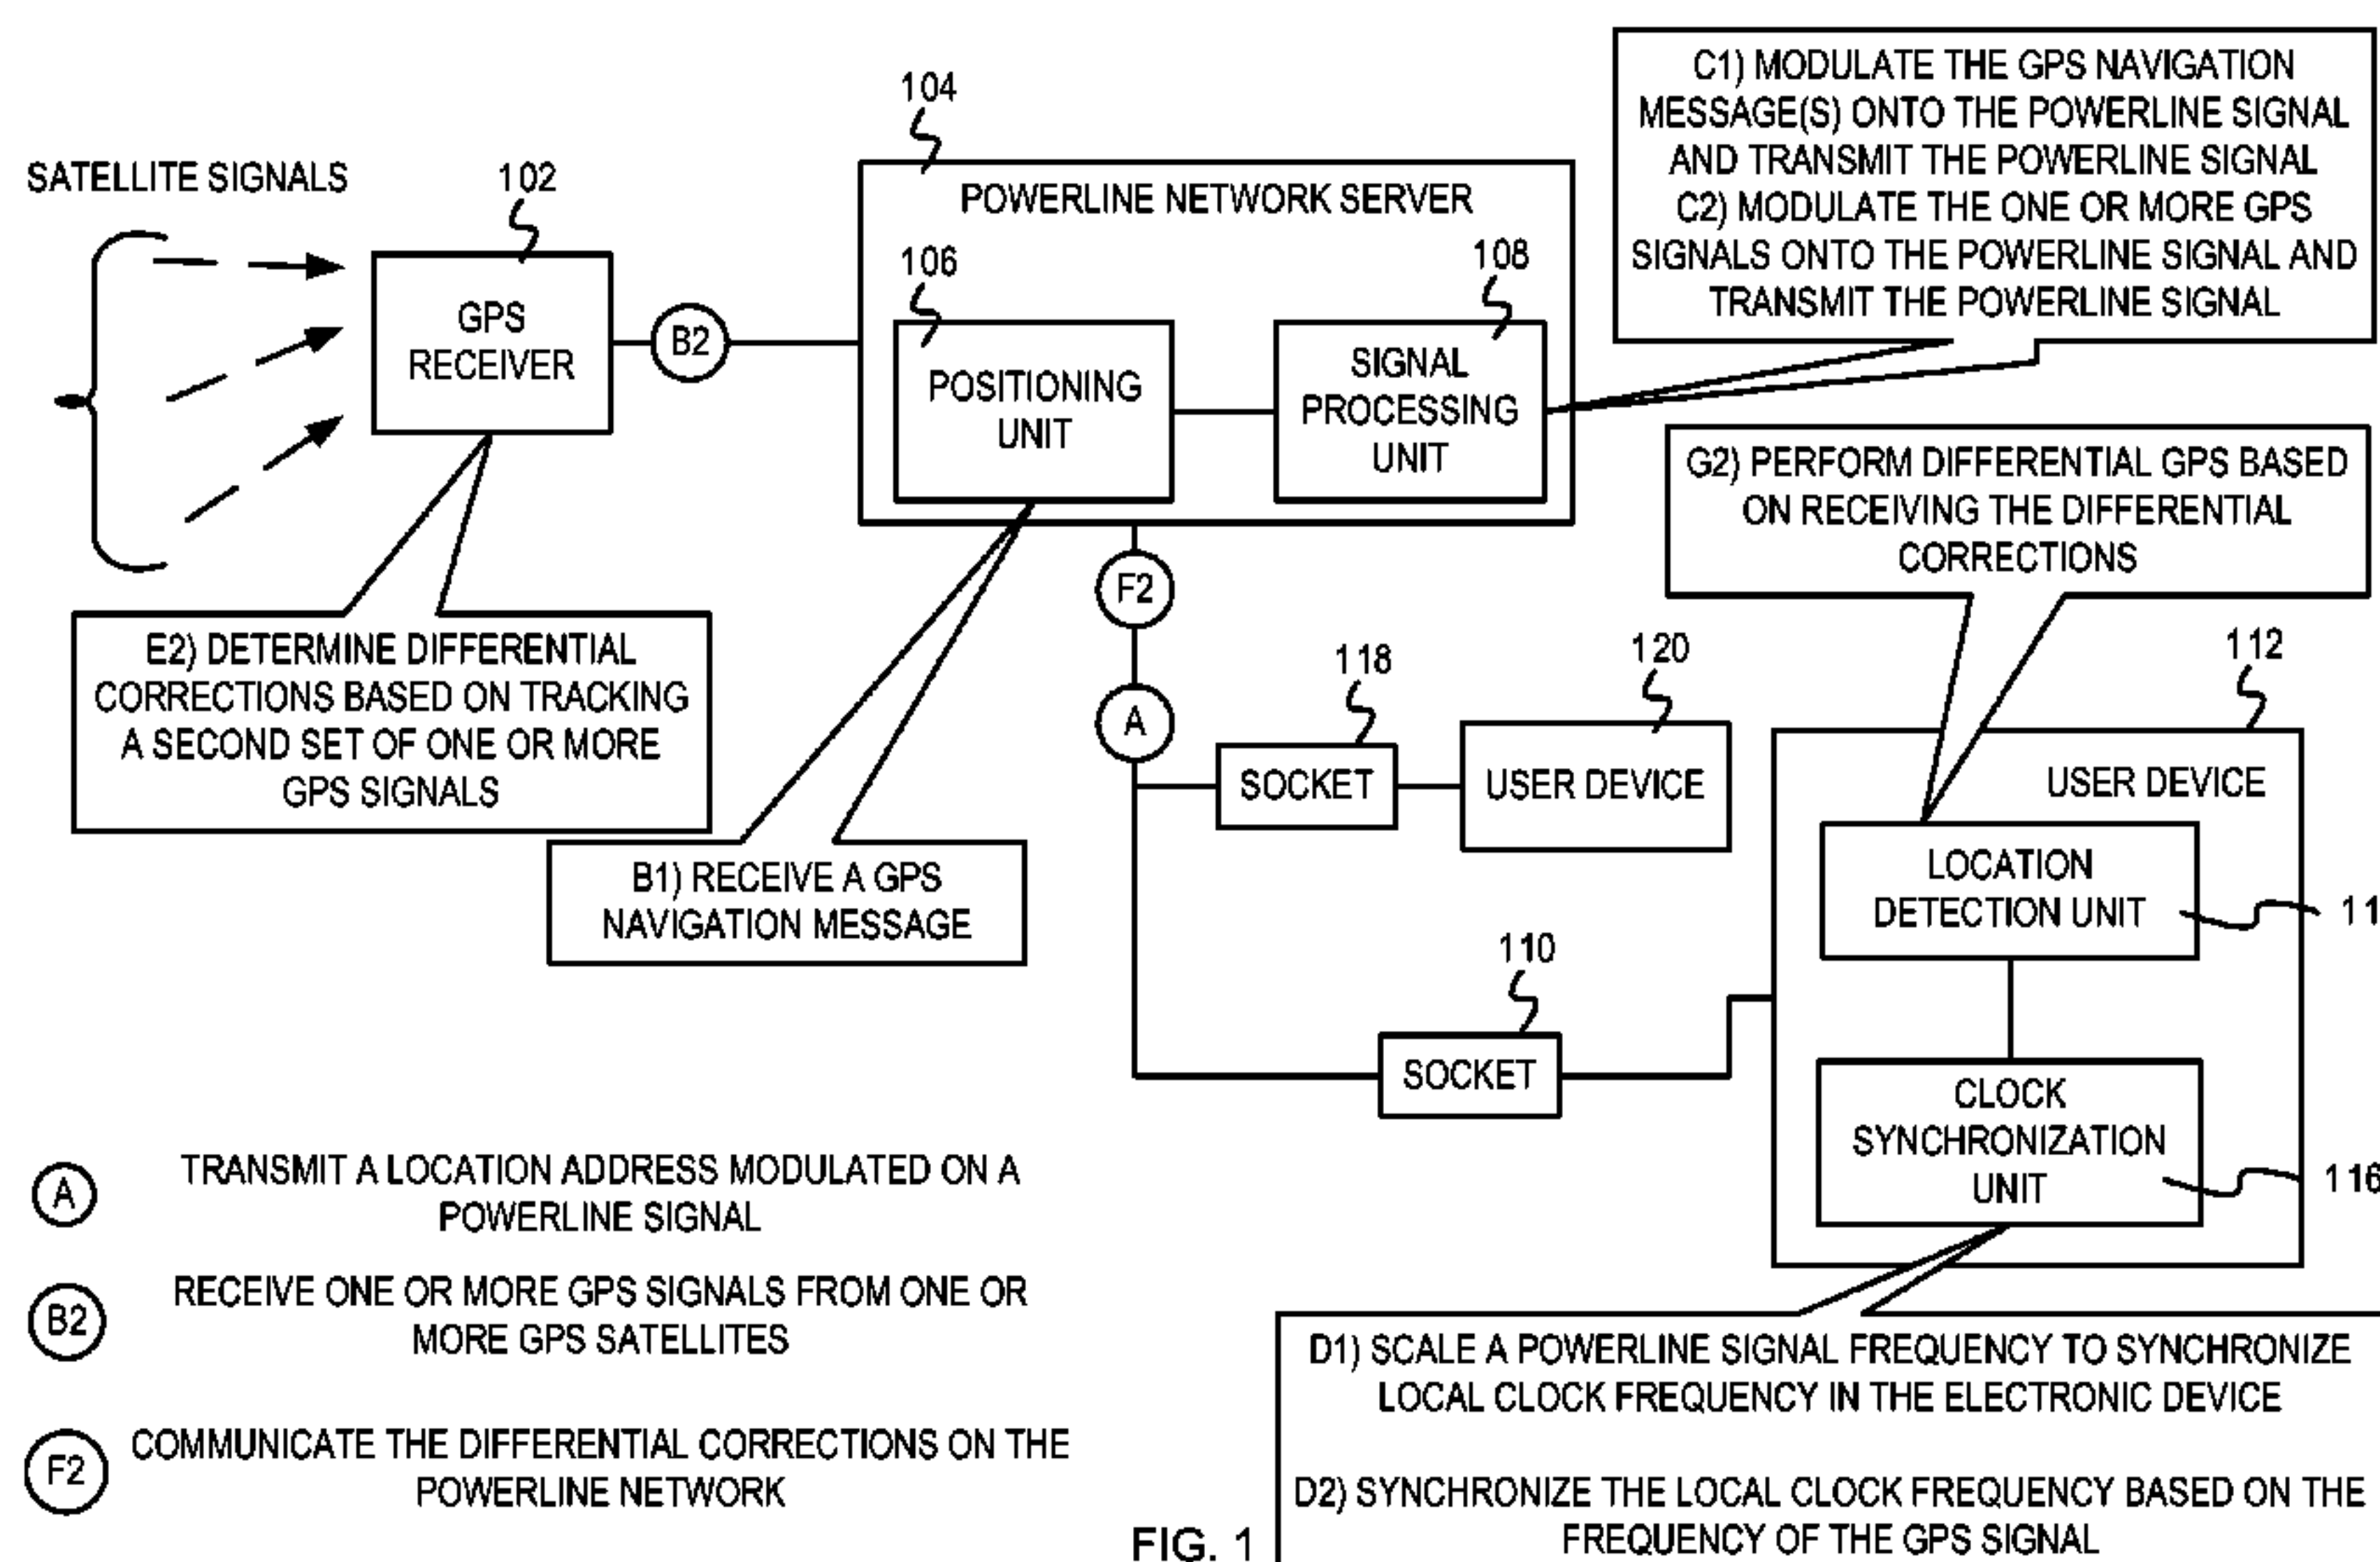 SATELLITE SIGNALS
102
GPS
RECEIVER
B2
104
POWERLINE NETWORK SERVER
106
POSITIONING
UNIT
108
SIGNAL
PROCESSING
UNIT
C1) MODULATE THE GPS NAVIGATION
MESSAGE(S) ONTO THE POWERLINE SIGNAL
AND TRANSMIT THE POWERLINE SIGNAL
C2) MODULATE THE ONE OR MORE GPS
SIGNALS ONTO THE POWERLINE SIGNAL AND
TRANSMIT THE POWERLINE SIGNAL
G2) PERFORM DIFFERENTIAL GPS BASED
ON RECEIVING THE DIFFERENTIAL
CORRECTIONS
E2) DETERMINE DIFFERENTIAL
CORRECTIONS BASED ON TRACKING
A SECOND SET OF ONE OR MORE
GPS SIGNALS
B1) RECEIVE A GPS
NAVIGATION MESSAGE
F2
A
118
SOCKET
120
USER DEVICE
112
USER DEVICE
LOCATION
DETECTION UNIT
11
110
SOCKET
CLOCK
SYNCHRONIZATION
UNIT
116
A
TRANSMIT A LOCATION ADDRESS MODULATED ON A
POWERLINE SIGNAL
B2
RECEIVE ONE OR MORE GPS SIGNALS FROM ONE OR
MORE GPS SATELLITES
F2
COMMUNICATE THE DIFFERENTIAL CORRECTIONS ON THE
POWERLINE NETWORK
D1) SCALE A POWERLINE SIGNAL FREQUENCY TO SYNCHRONIZE
LOCAL CLOCK FREQUENCY IN THE ELECTRONIC DEVICE
D2) SYNCHRONIZE THE LOCAL CLOCK FREQUENCY BASED ON THE
FREQUENCY OF THE GPS SIGNAL
FIG. 1